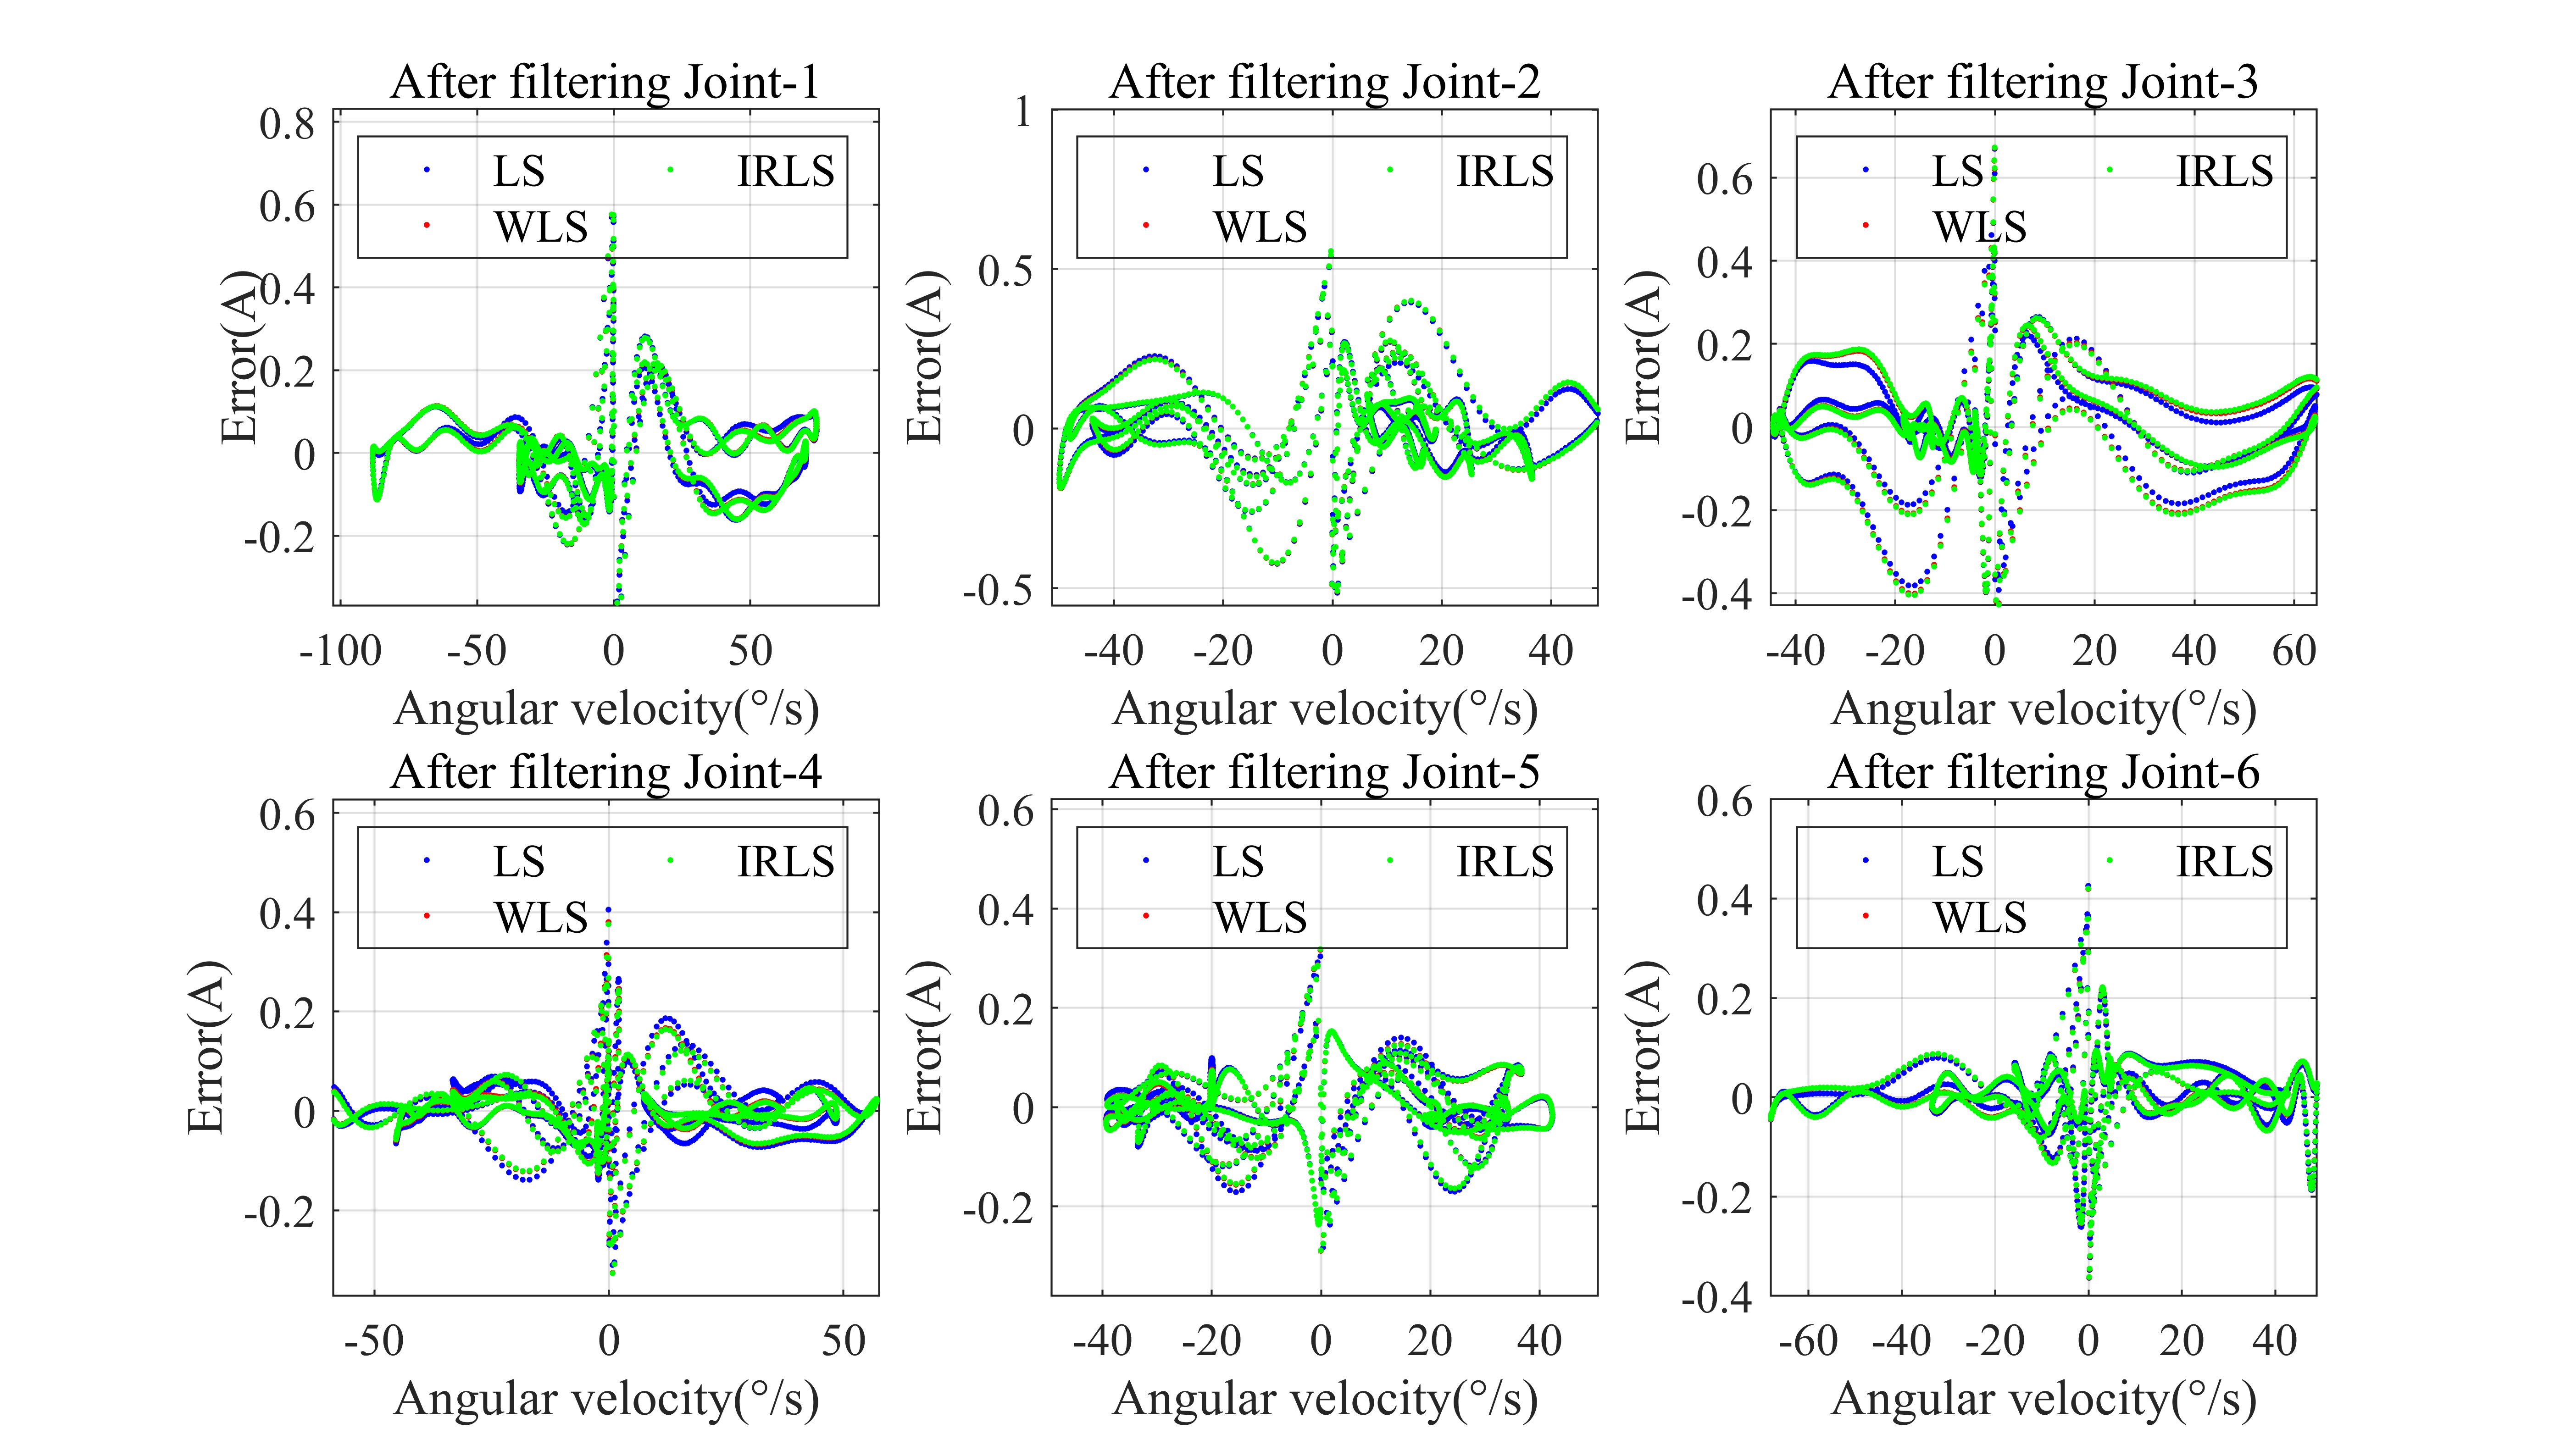 After filtering Joint-1
0.8
0.6
0.4
0.2
0
-0.2
-100 -50 0 50
Error(A)
Angular velocity(°/s)
LS IRLS
WLS
After filtering Joint-2
1
0.5
0
-0.5
-40 -20 0 20 40
Error(A)
Angular velocity(°/s)
LS IRLS
WLS
After filtering Joint-3
0.6
0.4
0.2
0
-0.2
-0.4
-40 -20 0 20 40 60
Error(A)
Angular velocity(°/s)
LS IRLS
WLS
After filtering Joint-4
0.6
0.4
0.2
0
-0.2
-50 0 50
Error(A)
Angular velocity(°/s)
LS IRLS
WLS
After filtering Joint-5
0.6
0.4
0.2
0
-0.2
-40 -20 0 20 40
Error(A)
Angular velocity(°/s)
LS IRLS
WLS
After filtering Joint-6
0.6
0.4
0.2
0
-0.2
-0.4
-60 -40 -20 0 20 40
Error(A)
Angular velocity(°/s)
LS IRLS
WLS